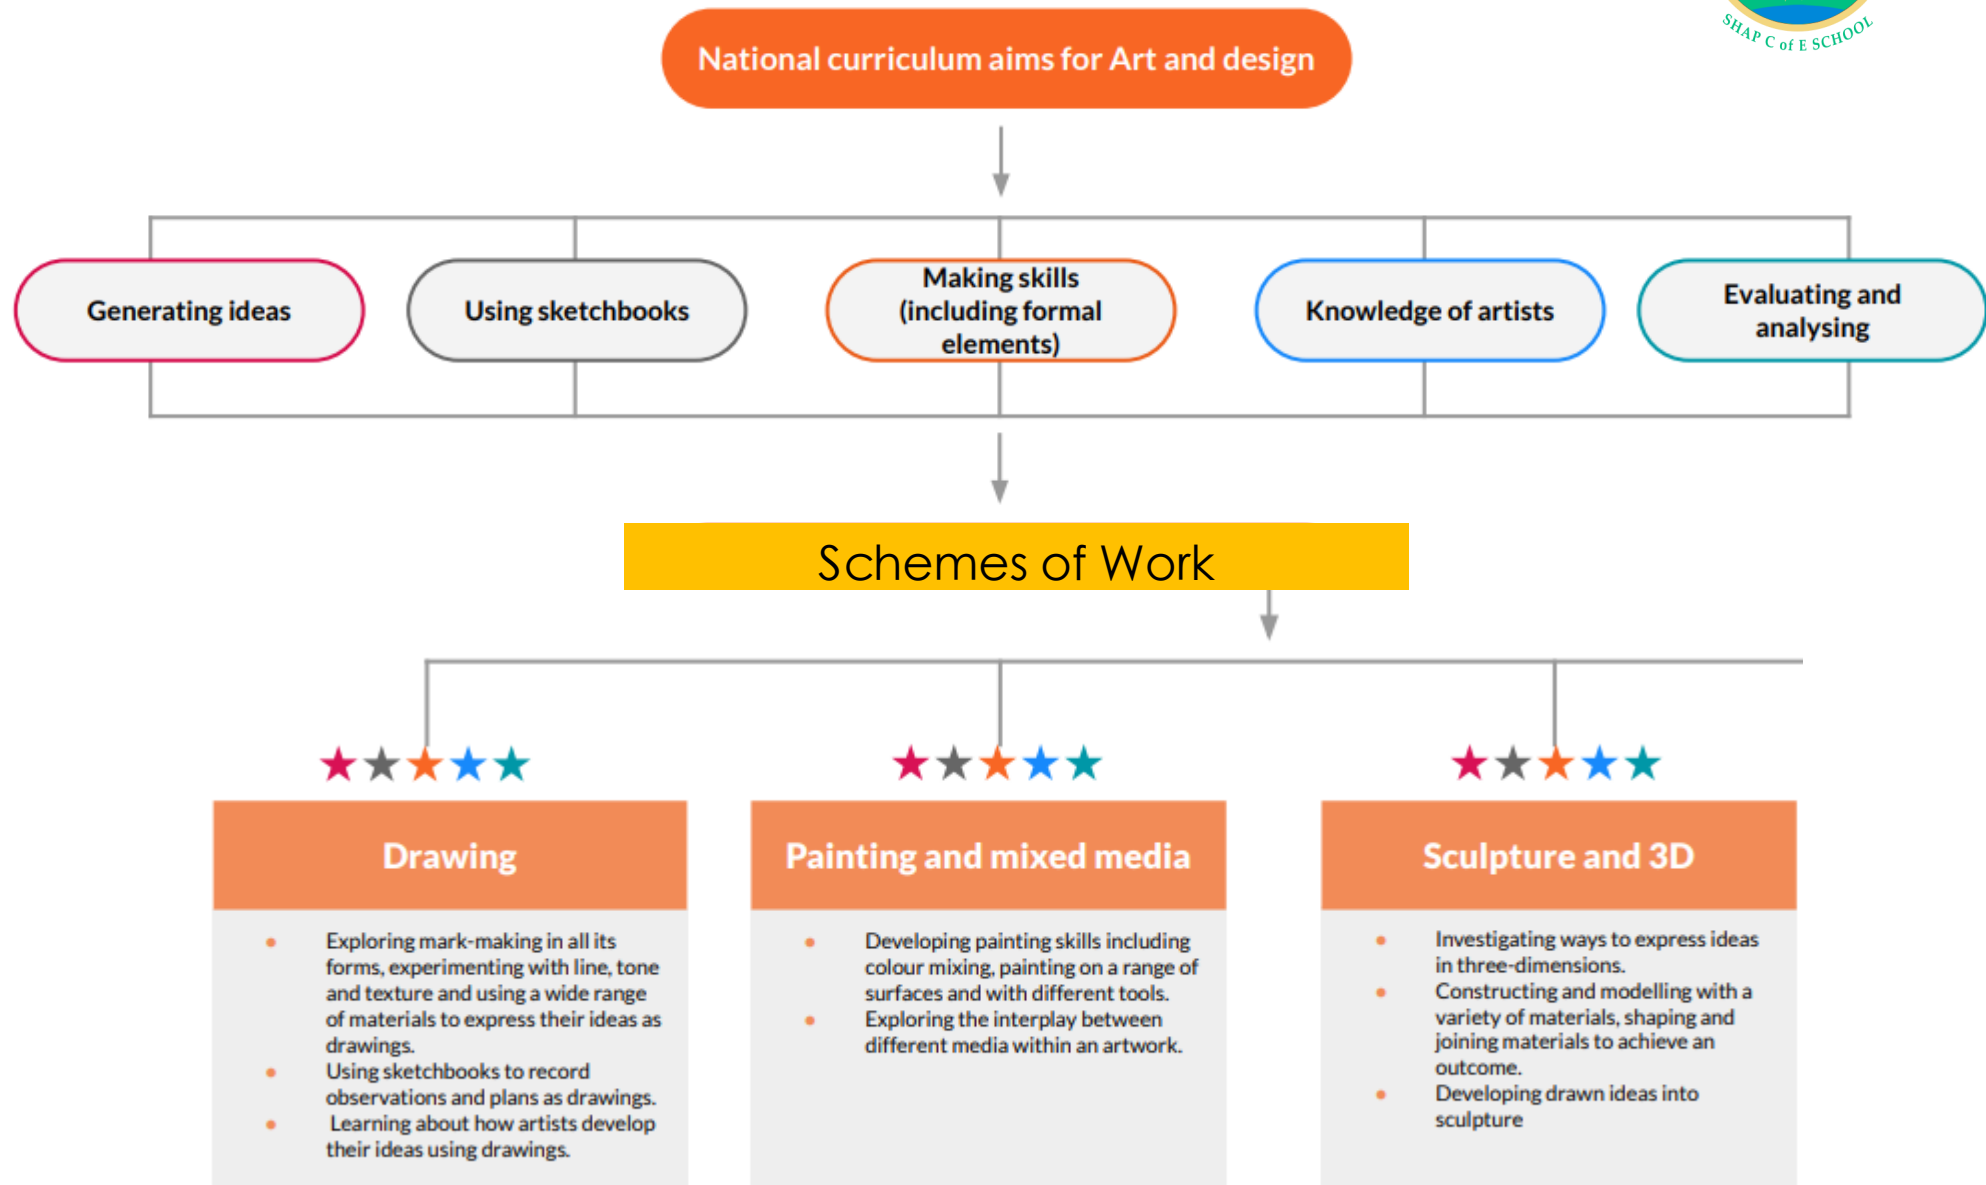 SHAP C of E SCHOOL
National curriculum aims for Art and design
Generating ideas
Using sketchbooks
Making skills
(including formal
elements)
Knowledge of artists
Evaluating and
analysing
Schemes of Work
Drawing
Exploring mark-making in all its
forms, experimenting with line, tone
and texture and using a wide range
of materials to express their ideas as
drawings.
Using sketchbooks to record
observations and plans as drawings.
Learning about how artists develop
their ideas using drawings.
Painting and mixed media
Developing painting skills including
colour mixing, painting on a range of
surfaces and with different tools.
Exploring the interplay between
different media within an artwork.
Sculpture and 3D
Investigating ways to express ideas
in three-dimensions.
Constructing and modelling with a
variety of materials, shaping and
joining materials to achieve an
outcome.
Developing drawn ideas into
sculpture